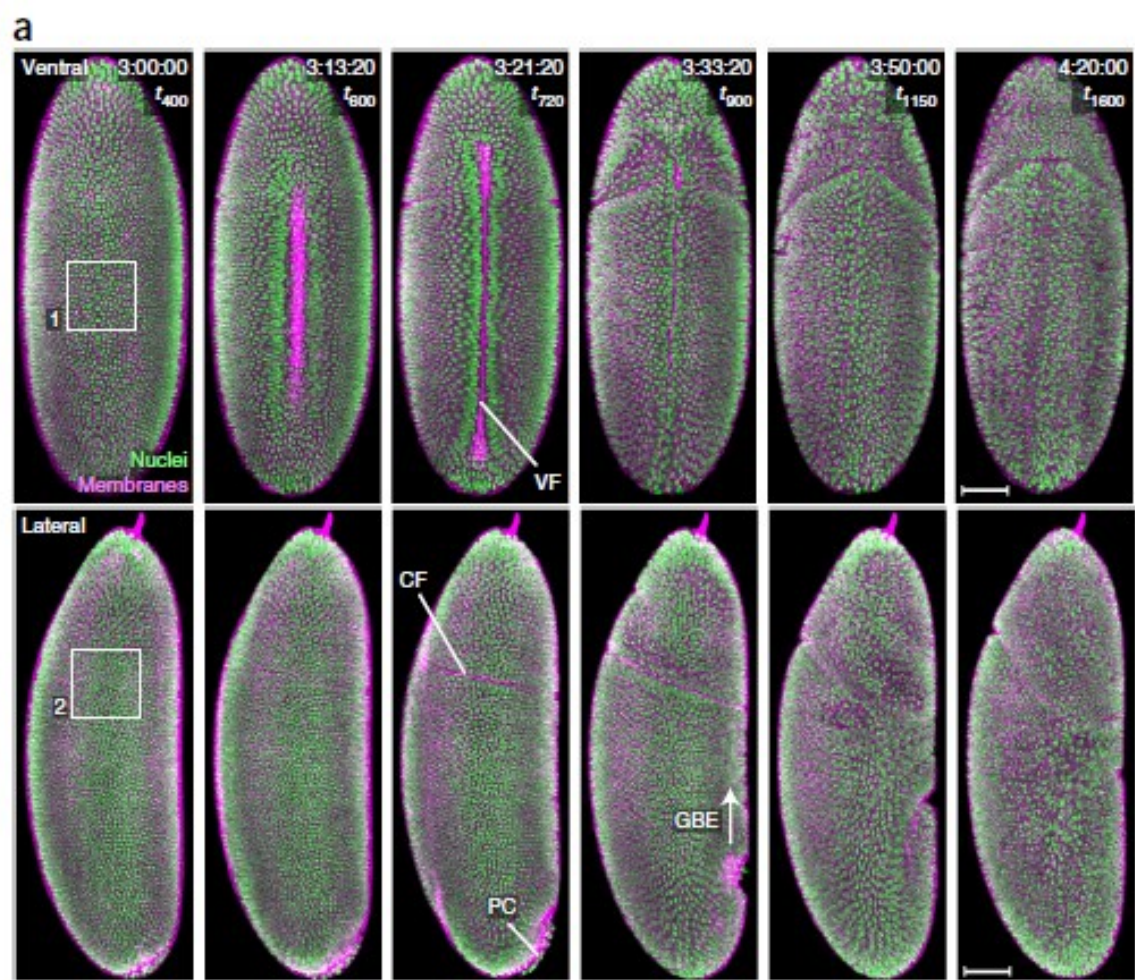 a
Ventral 3:00:00
t400
3:13:20
t600
3:21:20
t720
3:33:20
t900
3:50:00
t1150
4:20:00
t1600
1
Nuclei
Membranes
VF
Lateral
CF
2
GBE
PC